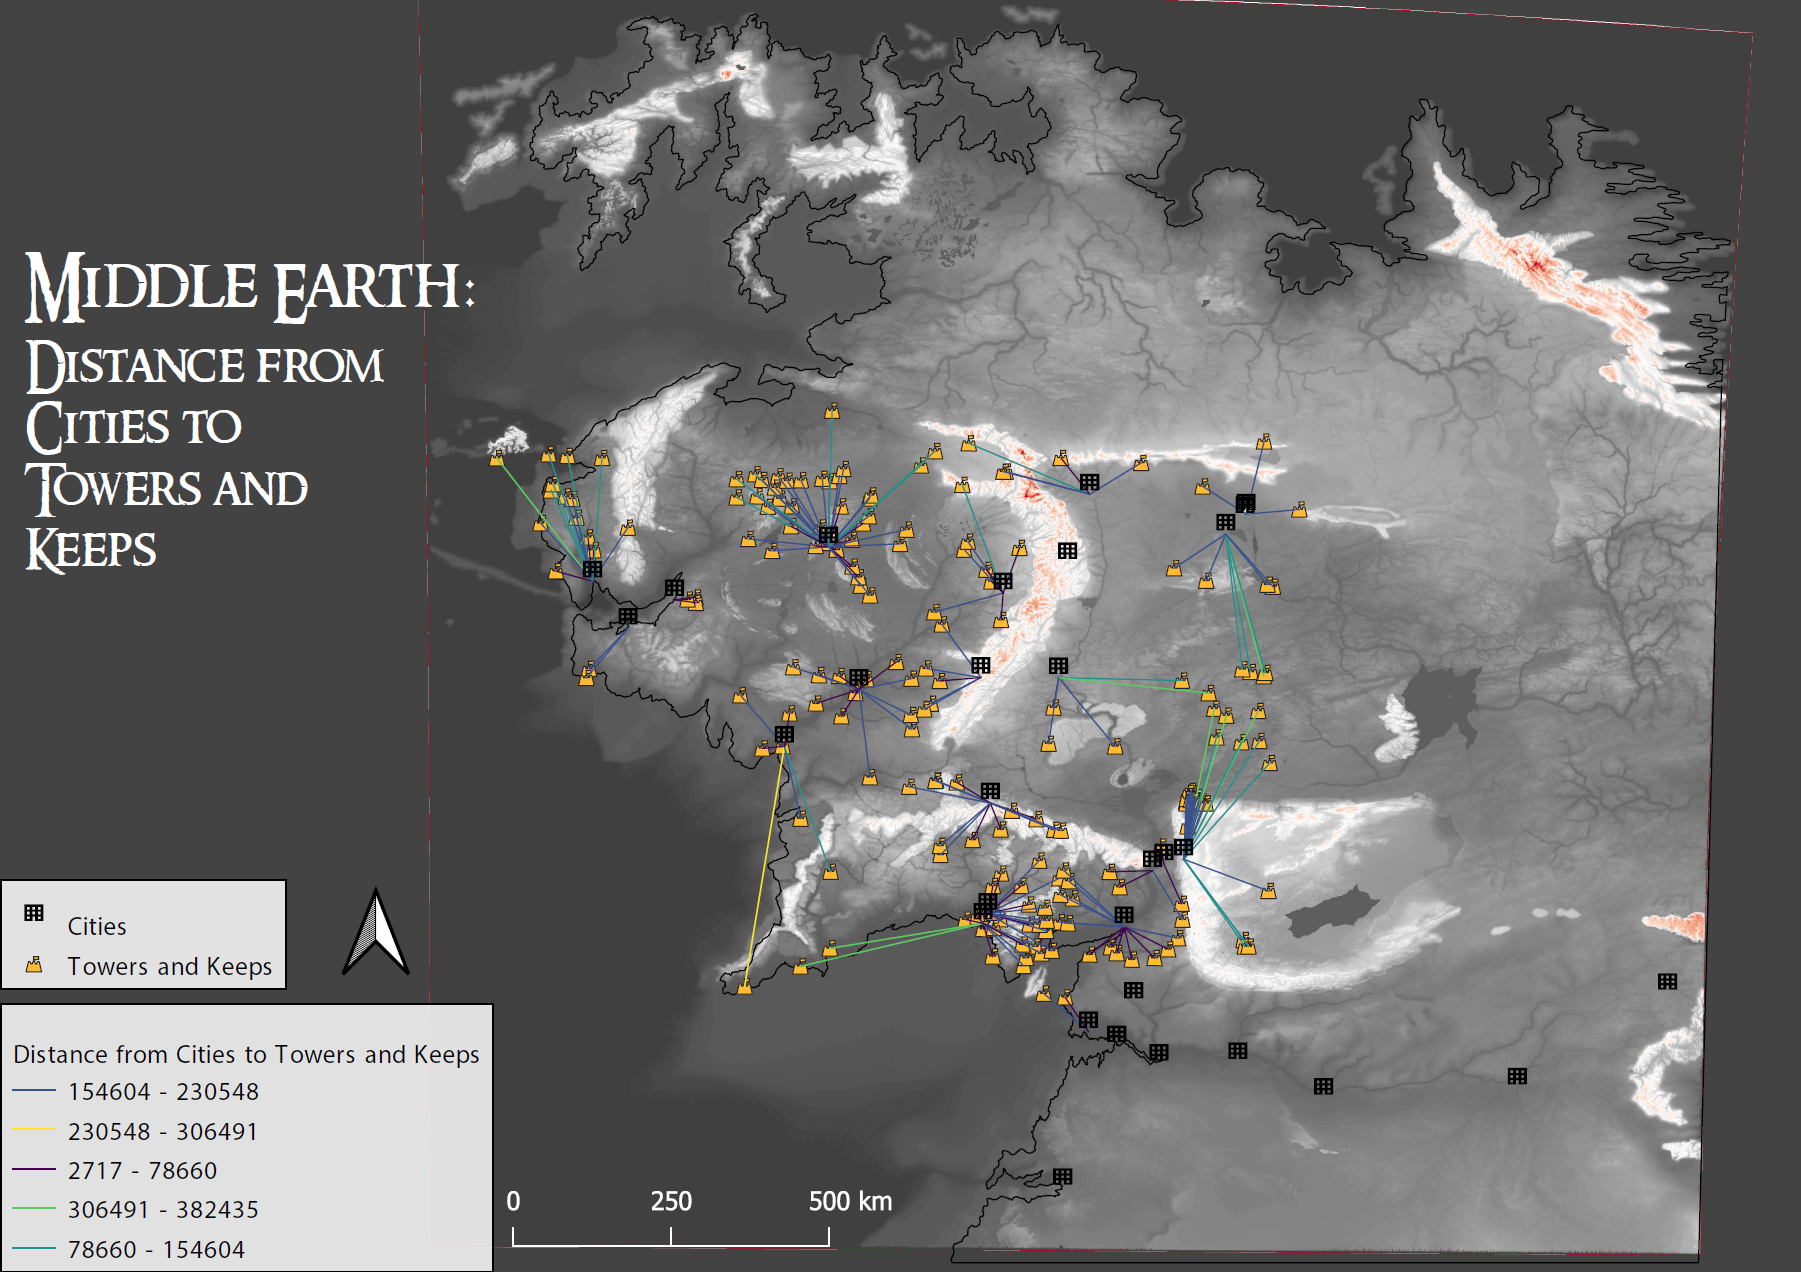 MIDDLE EARTH:
DISTANCE FROM
CITIES TO
TOWERS AND
KEEPS
Cities
Towers and Keeps
Distance from Cities to Towers and Keeps
154604 - 230548
230548 - 306491
2717 - 78660
306491 - 382435
78660 - 154604
0 250 500 km